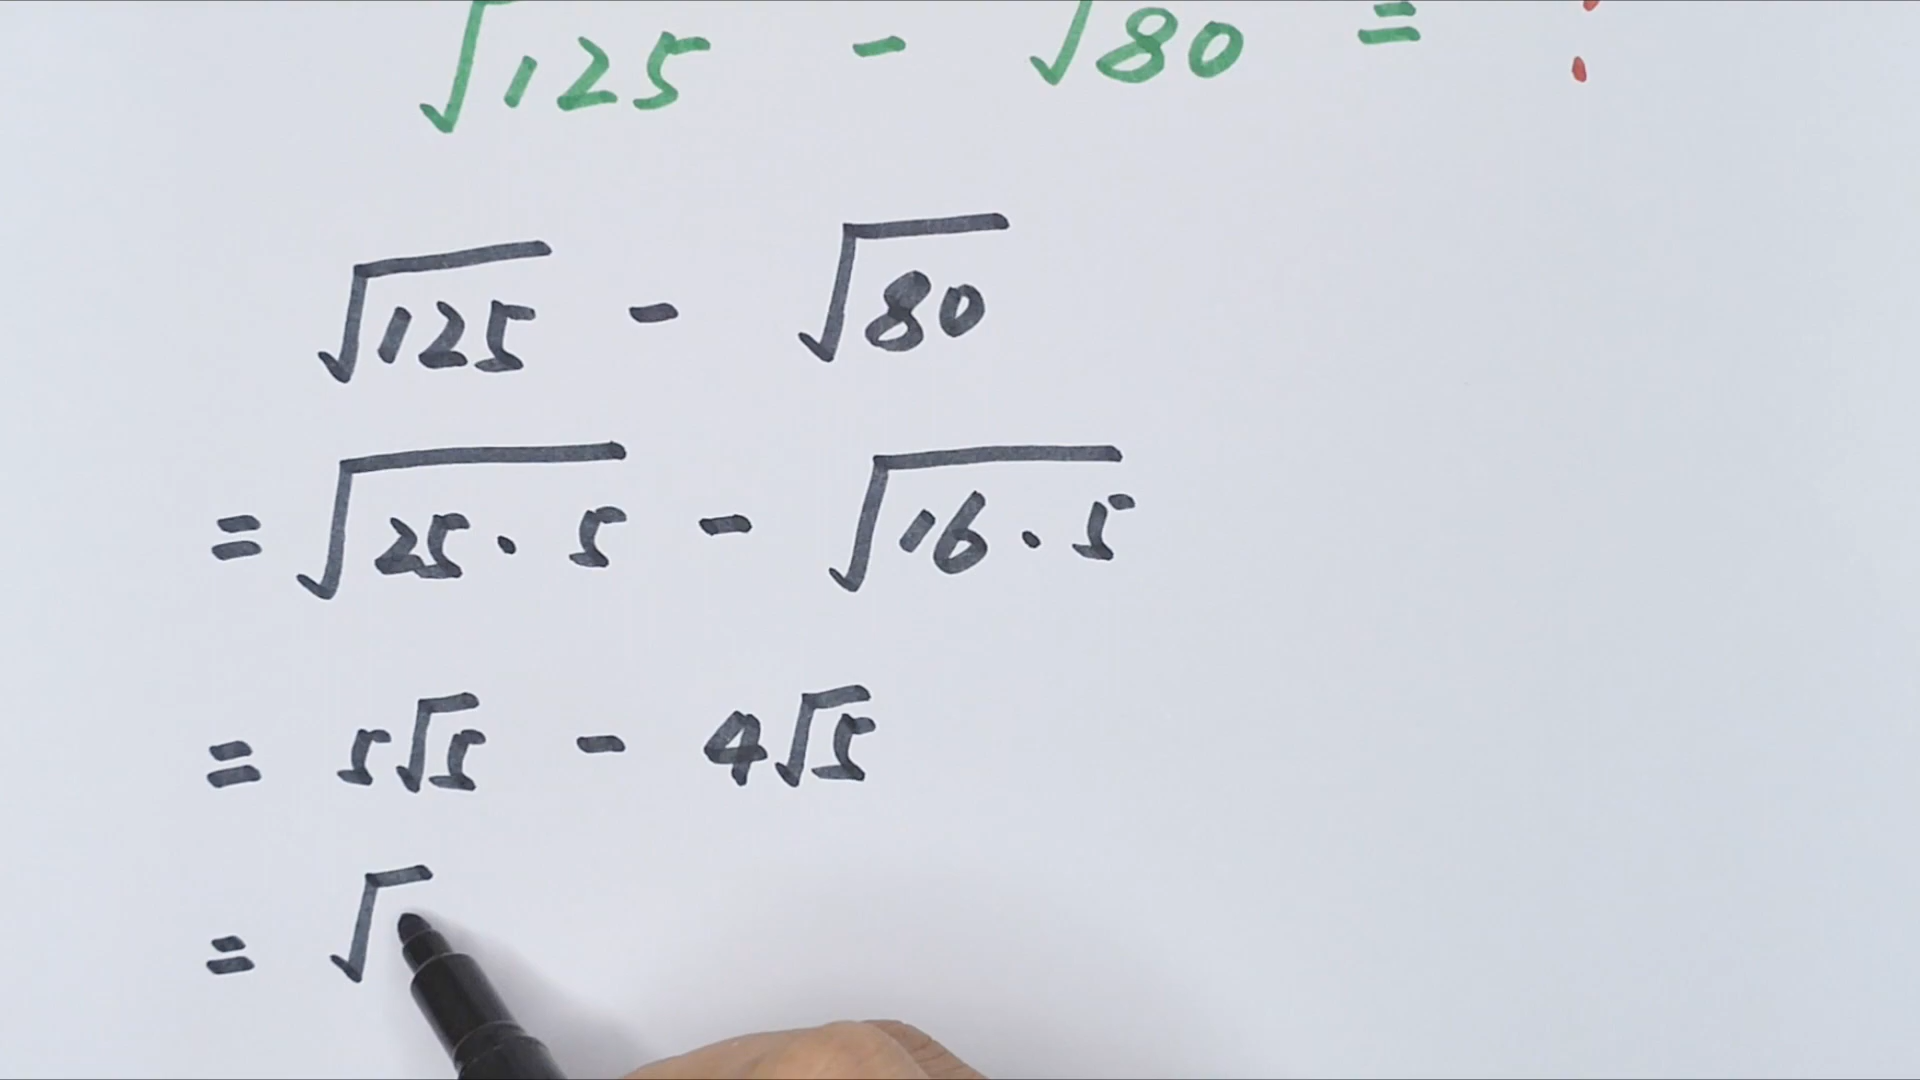 √125 - √80 =
√125 - √80
= √25 · 5 - √16 · 5
= 5√5 - 4√5
= √